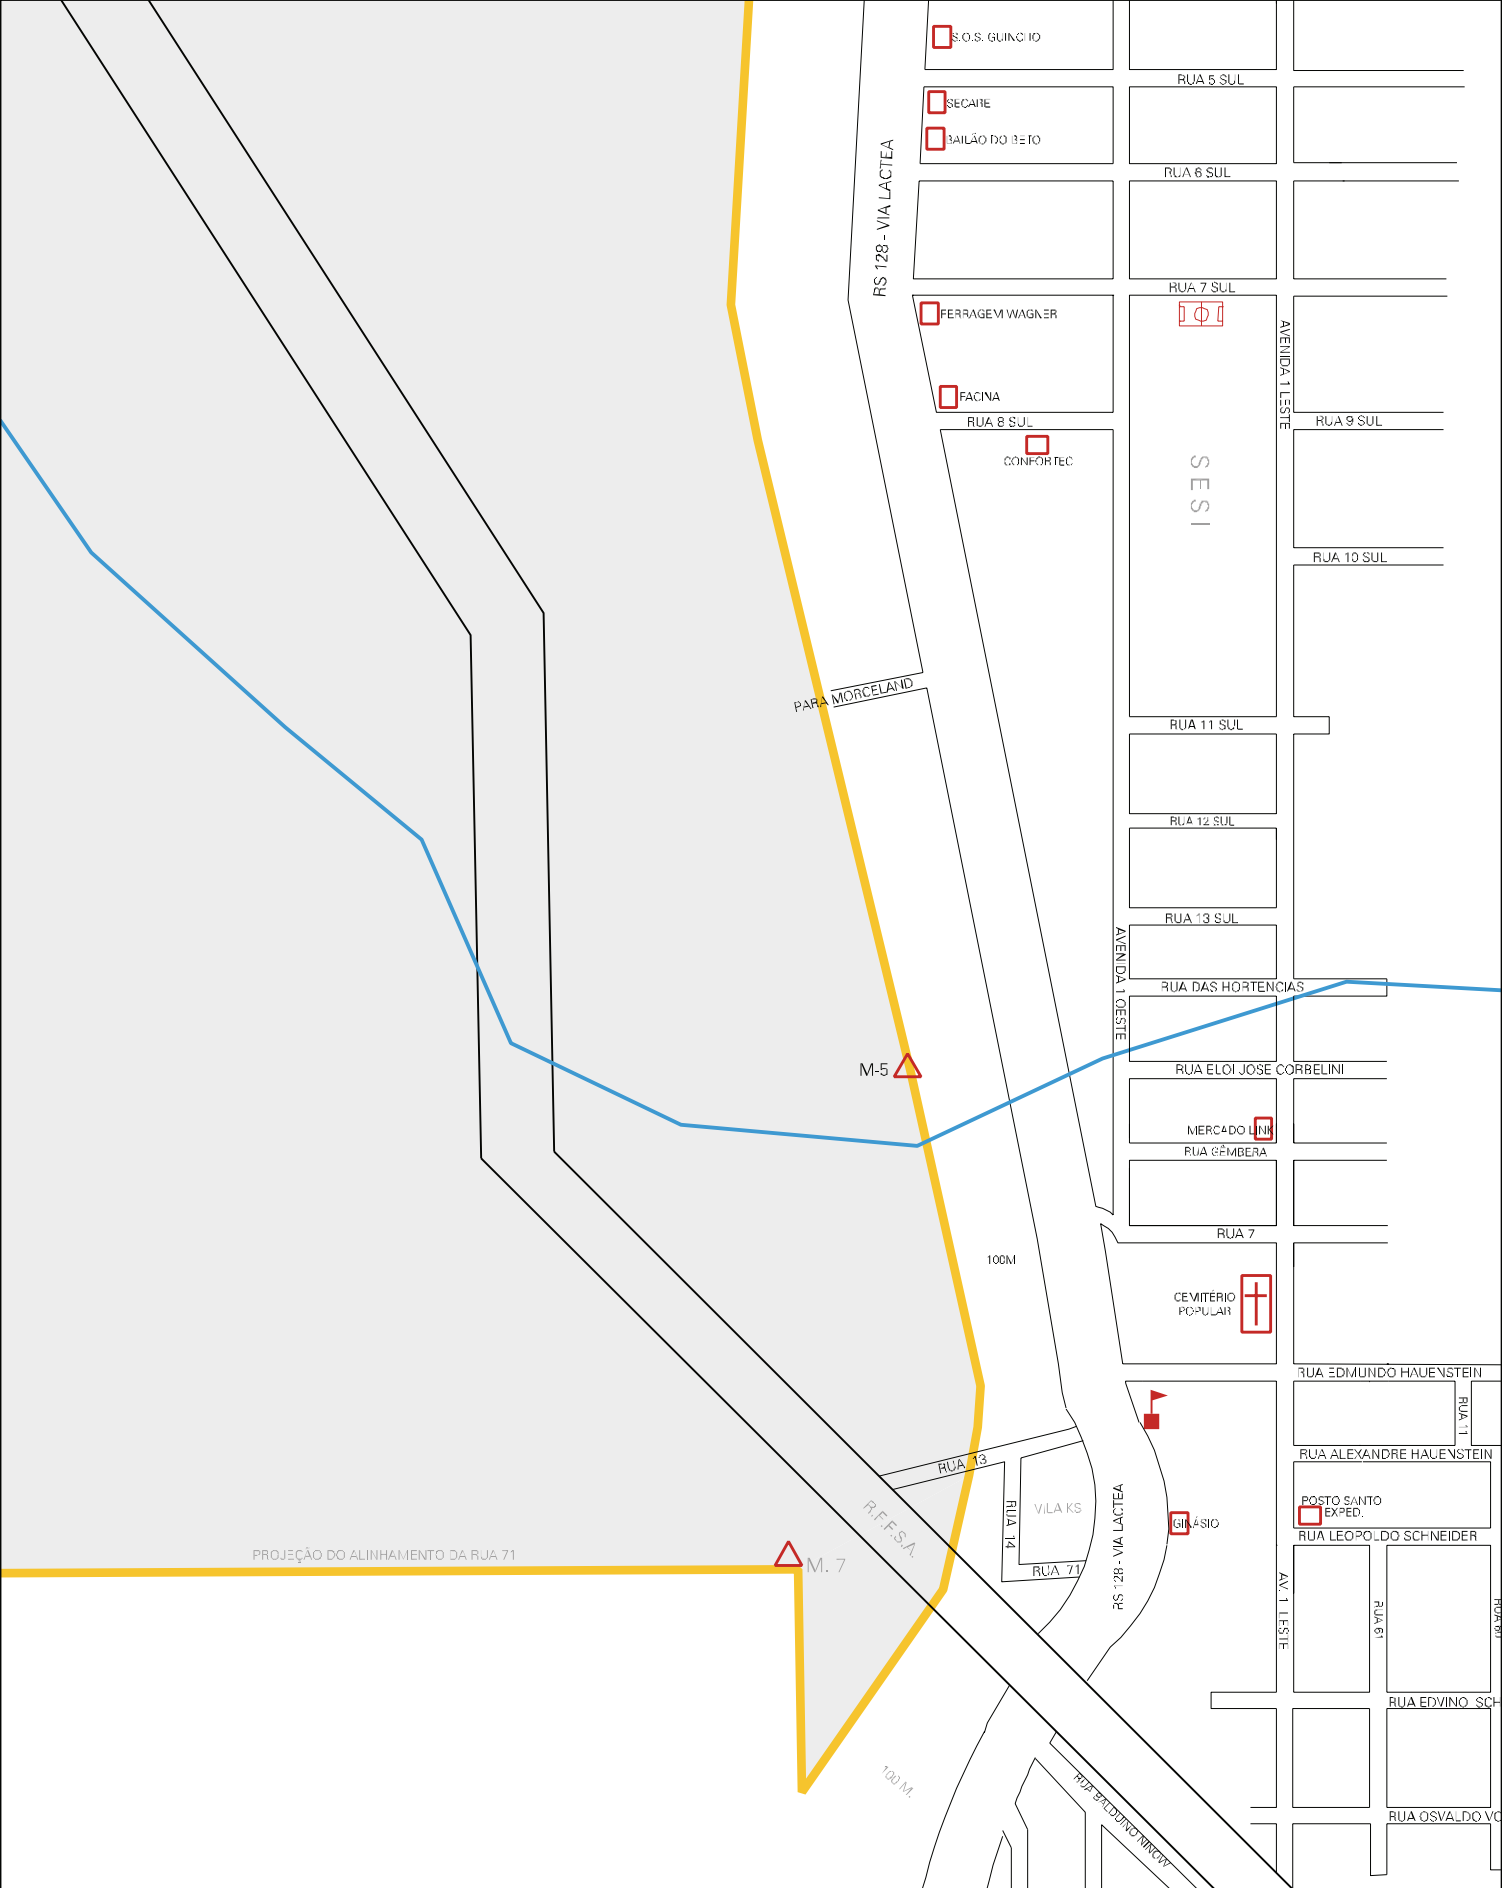 S.O.S. GUINCHO
RUA 5 SUL
SECARE
BAILÃO DO BETO
RUA 6 SUL
RS 128 - VIA LACTEA
RUA 7 SUL
FERRAGEM WAGNER
AVENIDA 1 LESTE
FACINA
RUA 8 SUL
RUA 9 SUL
CONFORTEC
SESI
RUA 10 SUL
PARA MORCELAND
RUA 11 SUL
RUA 12 SUL
RUA 13 SUL
AVENIDA 1 OESTE
RUA DAS HORTENCIAS
M-5
RUA ELOI JOSE CORBELINI
MERCADO LINK
RUA GÊMBERA
RUA 7
100M
CEMITÉRIO
POPULAR
RUA EDMUNDO HAUENSTEIN
RUA 11
RUA ALEXANDRE HAUENSTEIN
RUA 13
R.F.F.S.A.
RUA 14
VILA KS
RS 128 - VIA LACTEA
POSTO SANTO
EXPED.
GINÁSIO
RUA LEOPOLDO SCHNEIDER
PROJEÇÃO DO ALINHAMENTO DA RUA 71
M. 7
RUA 71
AV. 1 LESTE
RUA 61
RUA 60
RUA EDVINO SCH
100 M.
RUA BALDUINO NINOW
RUA OSVALDO VO